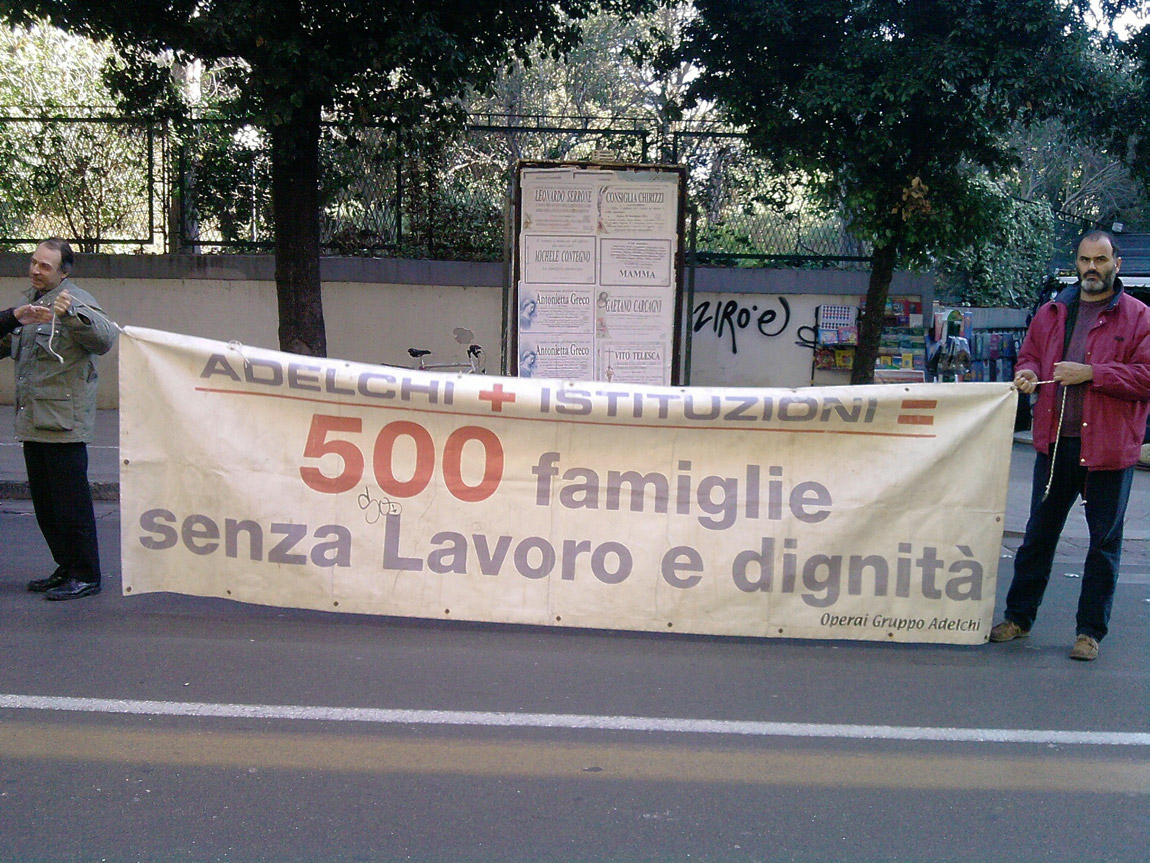 ADELCHI + ISTITUZIONI =
500 famiglie
senza Lavoro e dignità
Operai Gruppo Adelchi
LEONARDO SERRONE
CONSIGLIA CHIRIZZI
MICHELE CONTEGNO
MAMMA
Antonietta Greco
GAETANO CARCAGNI
Antonietta Greco
VITO TELESCA